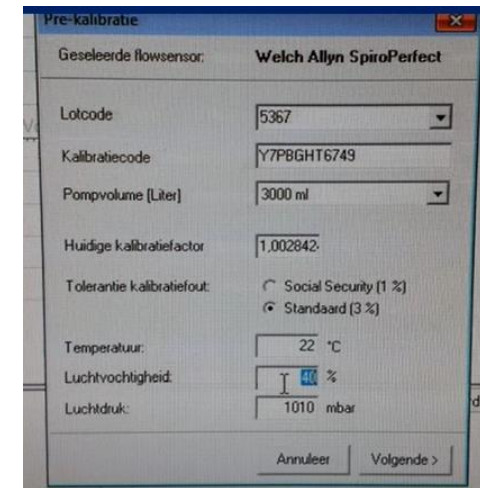 Pre-kalibratie
Geseleerde flowsensor: Welch Allyn SpiroPerfect
Lotcode 5367
Kalibratiecode Y7PBGHT6749
Pompvolume [Liter] 3000 ml
Huidige kalibratiefactor 1,002842
Tolerantie kalibratiefout: Social Security (1 %)
Standaard (3 %)
Temperatuur: 22 °C
Luchtvochtigheid: 40 %
Luchtdruk: 1010 mbar
Annuleer Volgende >